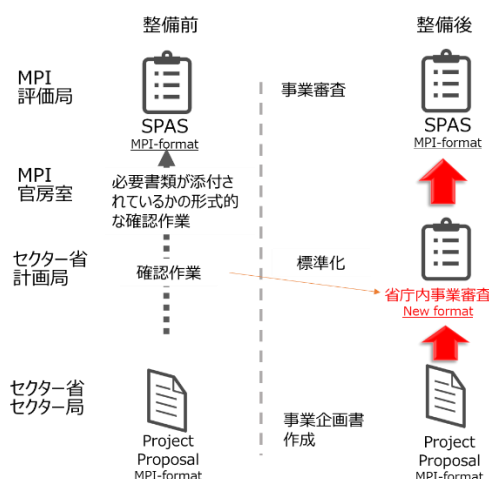 整備前
整備後
MPI
評価局
SPAS
MPI-format
事業審査
SPAS
MPI-format
MPI
官房室
必要書類が添付さ
れているかの形式的
な確認作業
セクター省
計画局
確認作業
標準化
省庁内事業審査
New format
セクター省
セクター局
Project
Proposal
MPI-format
事業企画書
作成
Project
Proposal
MPI-format